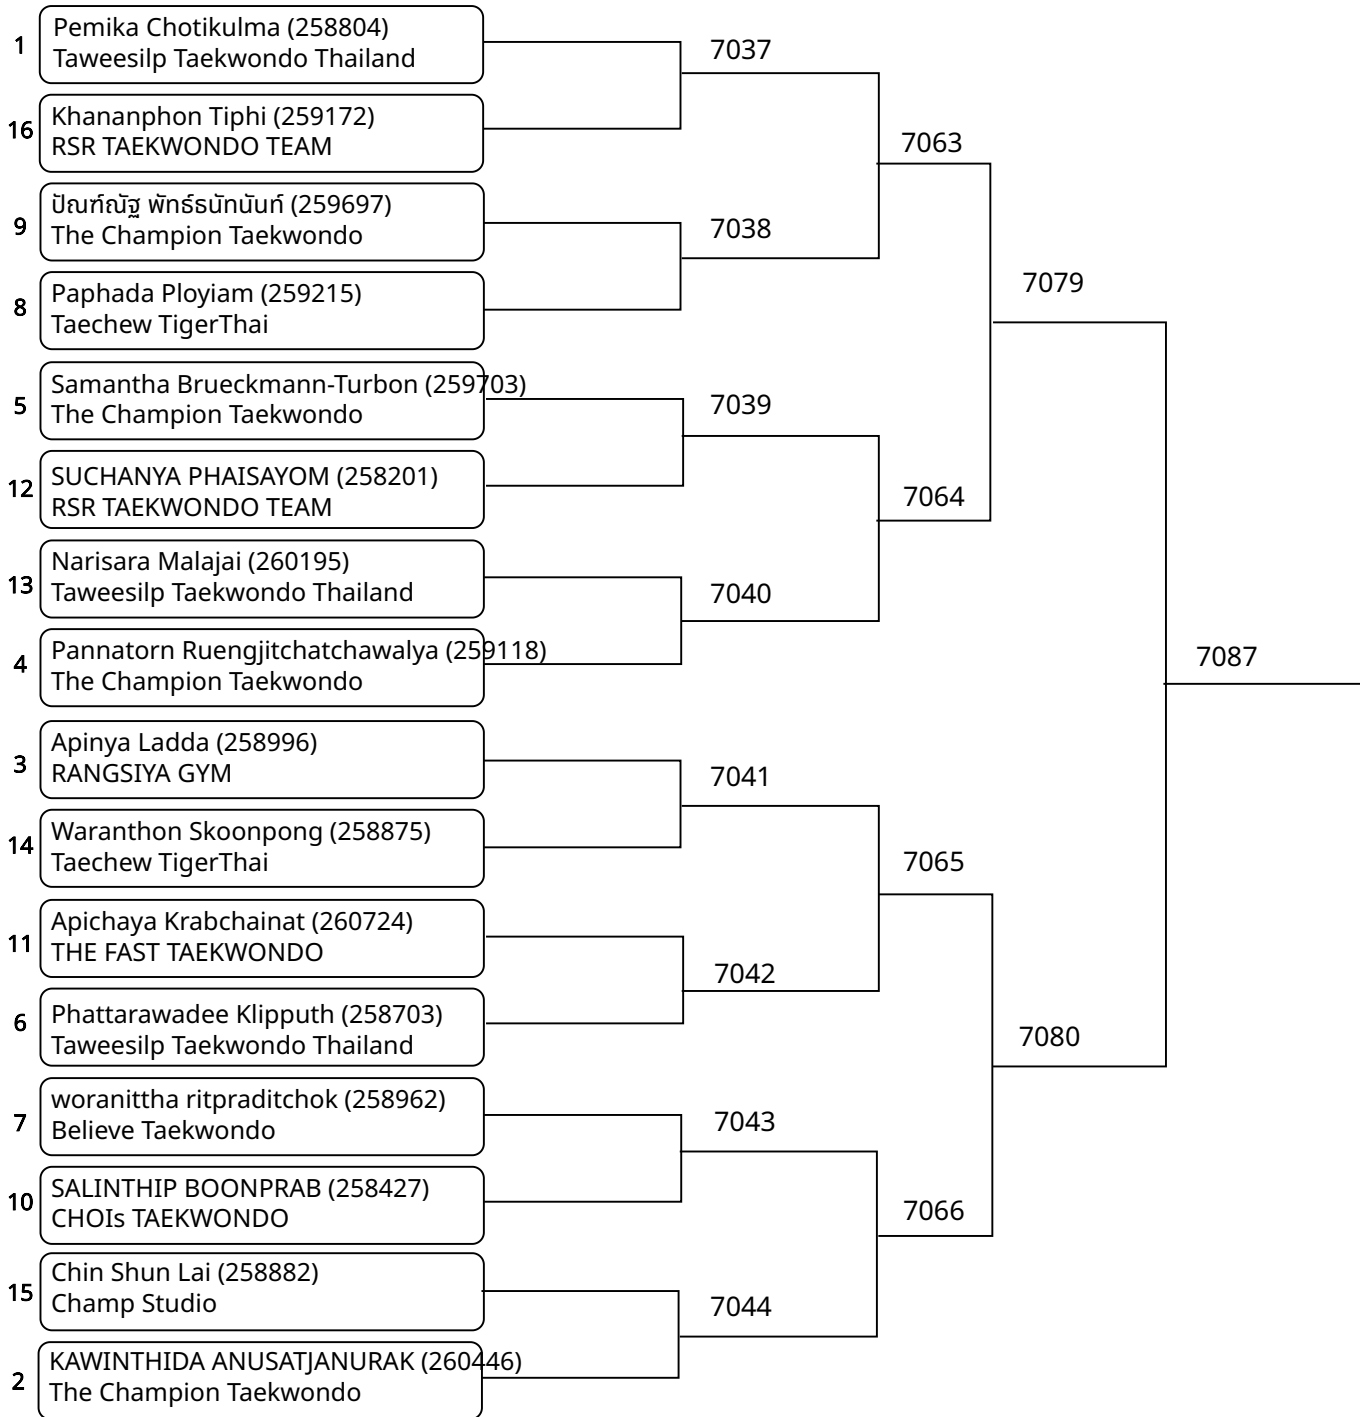 1
Pemika Chotikulma (258804)
Taweesilp Taekwondo Thailand
16
Khananphon Tiphi (259172)
RSR TAEKWONDO TEAM
9
ปัณฑ์ณัฐ พัทธ์ธนัทนันท์ (259697)
The Champion Taekwondo
8
Paphada Ployiam (259215)
Taechew TigerThai
5
Samantha Brueckmann-Turbon (259703)
The Champion Taekwondo
12
SUCHANYA PHAISAYOM (258201)
RSR TAEKWONDO TEAM
13
Narisara Malajai (260195)
Taweesilp Taekwondo Thailand
4
Pannatorn Ruengjitchatchawalya (259118)
The Champion Taekwondo
3
Apinya Ladda (258996)
RANGSIYA GYM
14
Waranthon Skoonpong (258875)
Taechew TigerThai
11
Apichaya Krabchainat (260724)
THE FAST TAEKWONDO
6
Phattarawadee Klipputh (258703)
Taweesilp Taekwondo Thailand
7
woranittha ritpraditchok (258962)
Believe Taekwondo
10
SALINTHIP BOONPRAB (258427)
CHOIs TAEKWONDO
15
Chin Shun Lai (258882)
Champ Studio
2
KAWINTHIDA ANUSATJANURAK (260446)
The Champion Taekwondo
7037
7038
7039
7040
7041
7042
7043
7044
7063
7064
7065
7066
7079
7080
7087